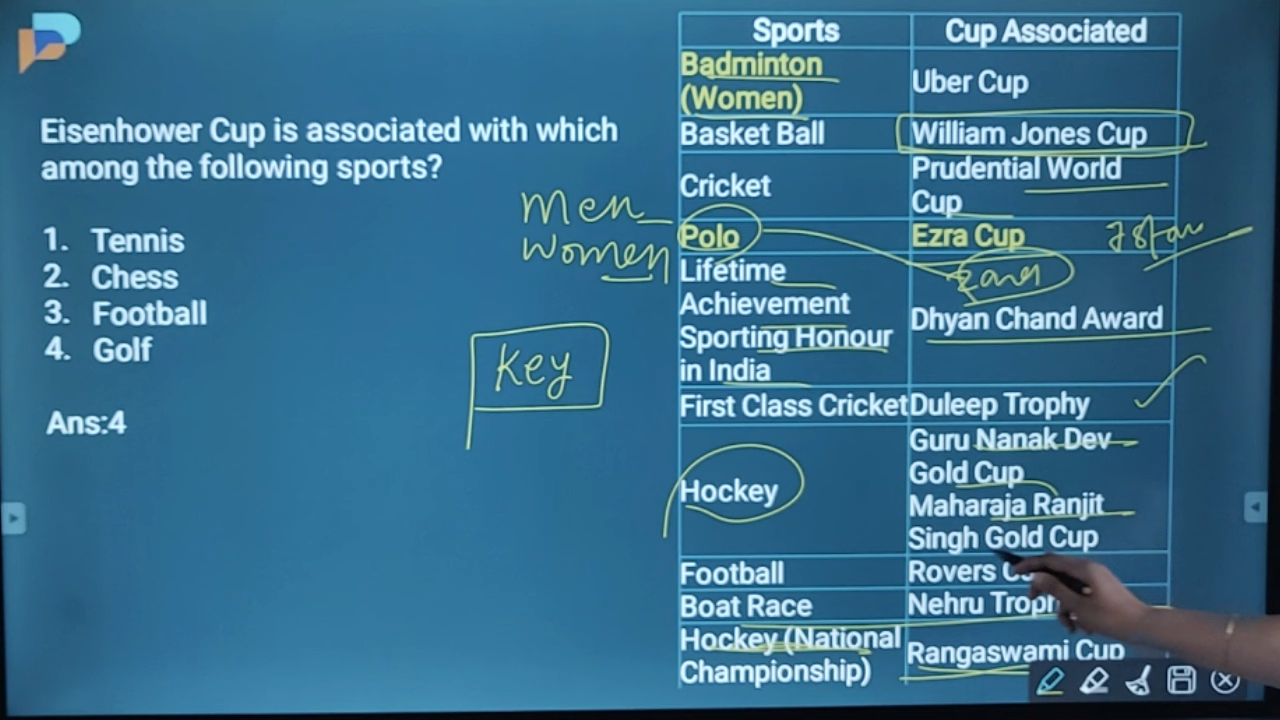 Eisenhower Cup is associated with which
among the following sports?
1. Tennis
2. Chess
3. Football
4. Golf
Ans:4
Men
Women
Key
Sports Cup Associated
Badminton
(Women) Uber Cup
Basket Ball William Jones Cup
Cricket Prudential World
Cup
Polo Ezra Cup
Lifetime
Achievement
Sporting Honour
in India Dhyan Chand Award
First Class Cricket Duleep Trophy
Hockey Guru Nanak Dev
Gold Cup
Maharaja Ranjit
Singh Gold Cup
Football Rovers
Boat Race Nehru
Hockey (National
Championship) Rangaswami Cup